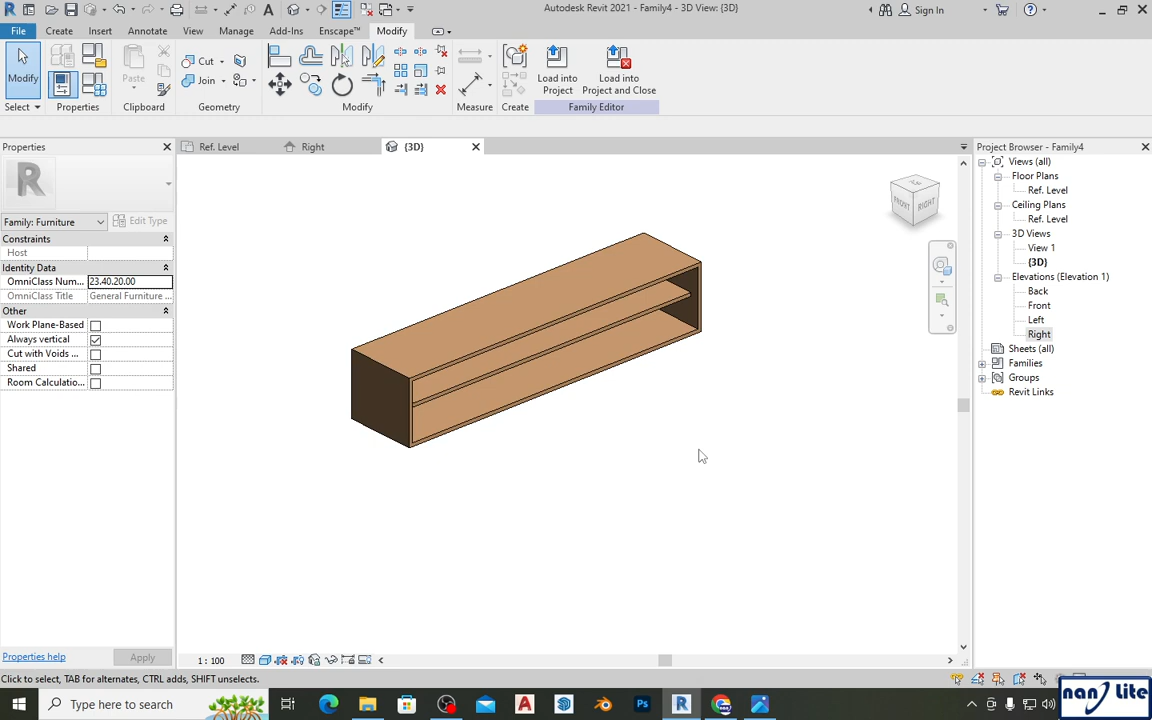 Autodesk Revit 2021 - Family4 - 3D View: {3D}
Sign In
File Create Insert Annotate View Manage Add-Ins Enscape™ Modify
Modify
Paste
Cut
Join
Load into Project
Load into Project and Close
Select Properties Clipboard Geometry Modify Measure Create Family Editor
Properties
Ref. Level
Right
{3D}
Project Browser - Family4
FRONT RIGHT
Family: Furniture
Edit Type
Constraints
Host
Identity Data
OmniClass Num... 23.40.20.00
OmniClass Title General Furniture ...
Other
Work Plane-Based
Always vertical
Cut with Voids ...
Shared
Room Calculatio...
Views (all)
Floor Plans
Ref. Level
Ceiling Plans
Ref. Level
3D Views
View 1
{3D}
Elevations (Elevation 1)
Back
Front
Left
Right
Sheets (all)
Families
Groups
Revit Links
Properties help
Apply
1 : 100
Click to select, TAB for alternates, CTRL adds, SHIFT unselects.
Type here to search
nanJ lite